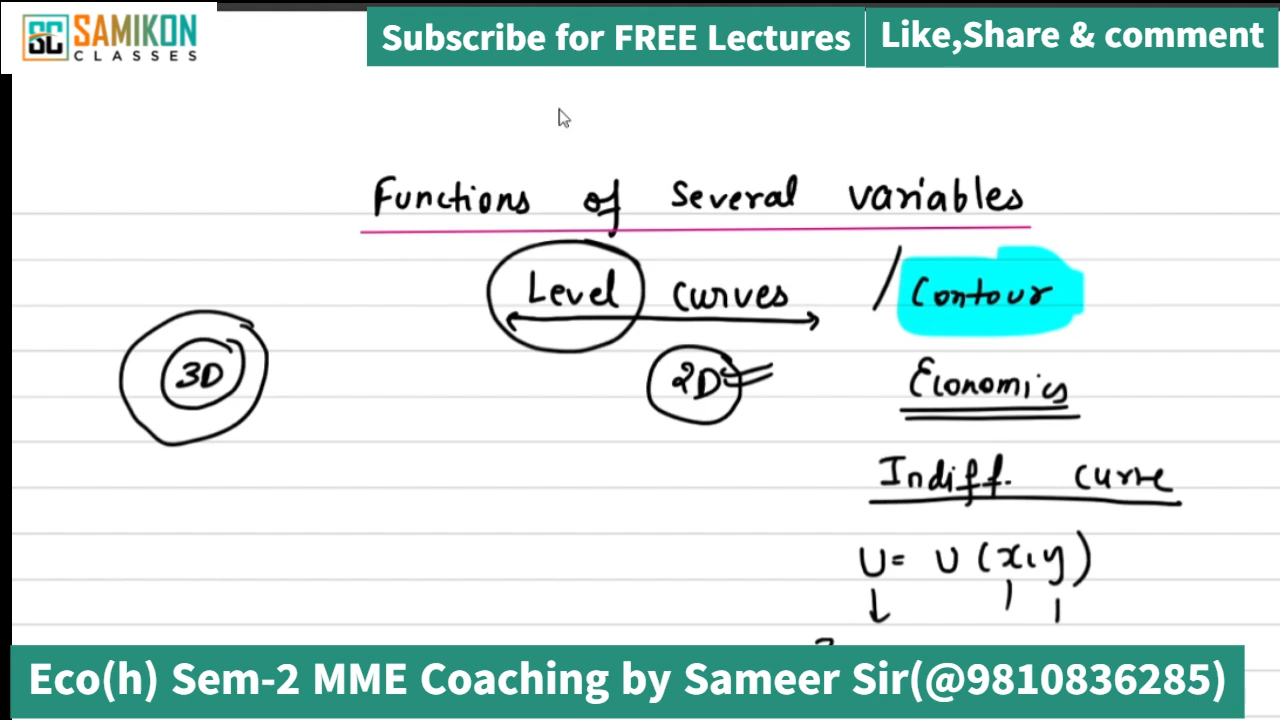 SC SAMIKON
CLASSES
Subscribe for FREE Lectures
Like,Share & comment
Functions of Several variables
Level curves / Contour
3D
2D
Economics
Indiff. curve
U = U (x, y)
Eco(h) Sem-2 MME Coaching by Sameer Sir(@9810836285)